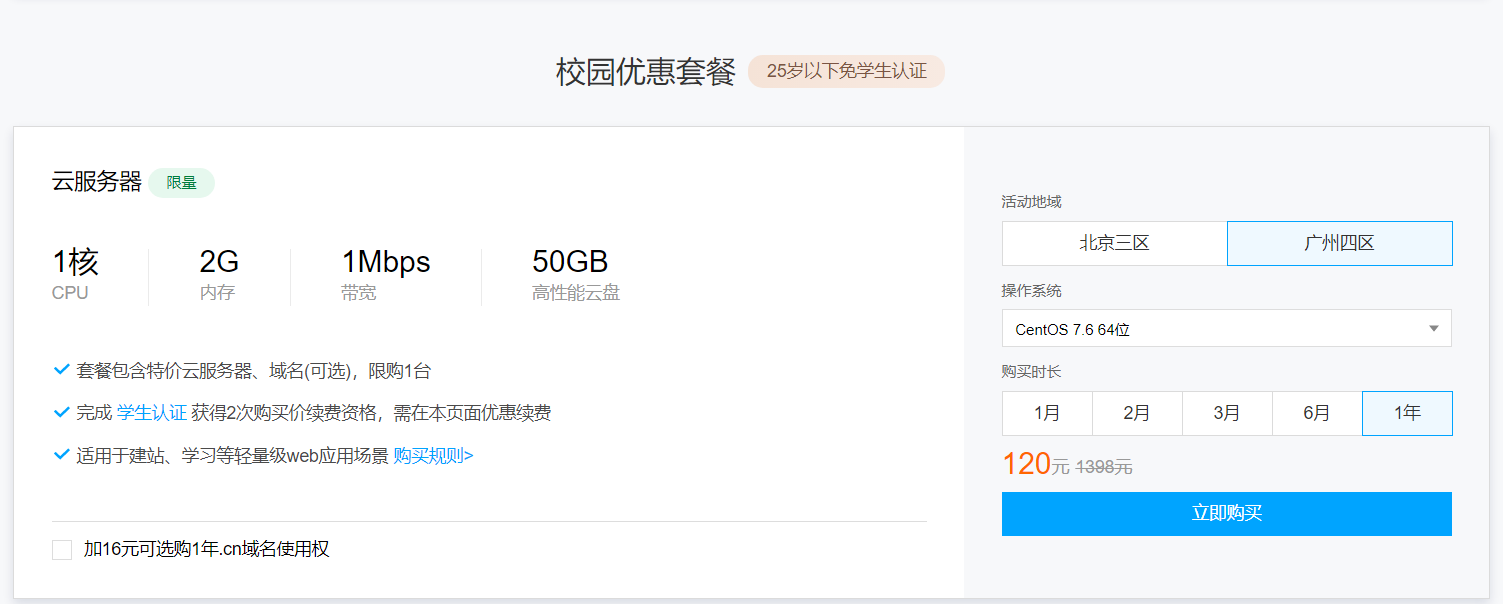 校园优惠套餐 25岁以下免学生认证
云服务器 限量
1核 2G 1Mbps 50GB
CPU 内存 带宽 高性能云盘
套餐包含特价云服务器、域名(可选)，限购1台
完成 学生认证 获得2次购买价续费资格，需在本页面优惠续费
适用于建站、学习等轻量级web应用场景 购买规则>
加16元可选购1年.cn域名使用权
活动地域
北京三区 广州四区
操作系统
CentOS 7.6 64位
购买时长
1月 2月 3月 6月 1年
120元 1398元
立即购买